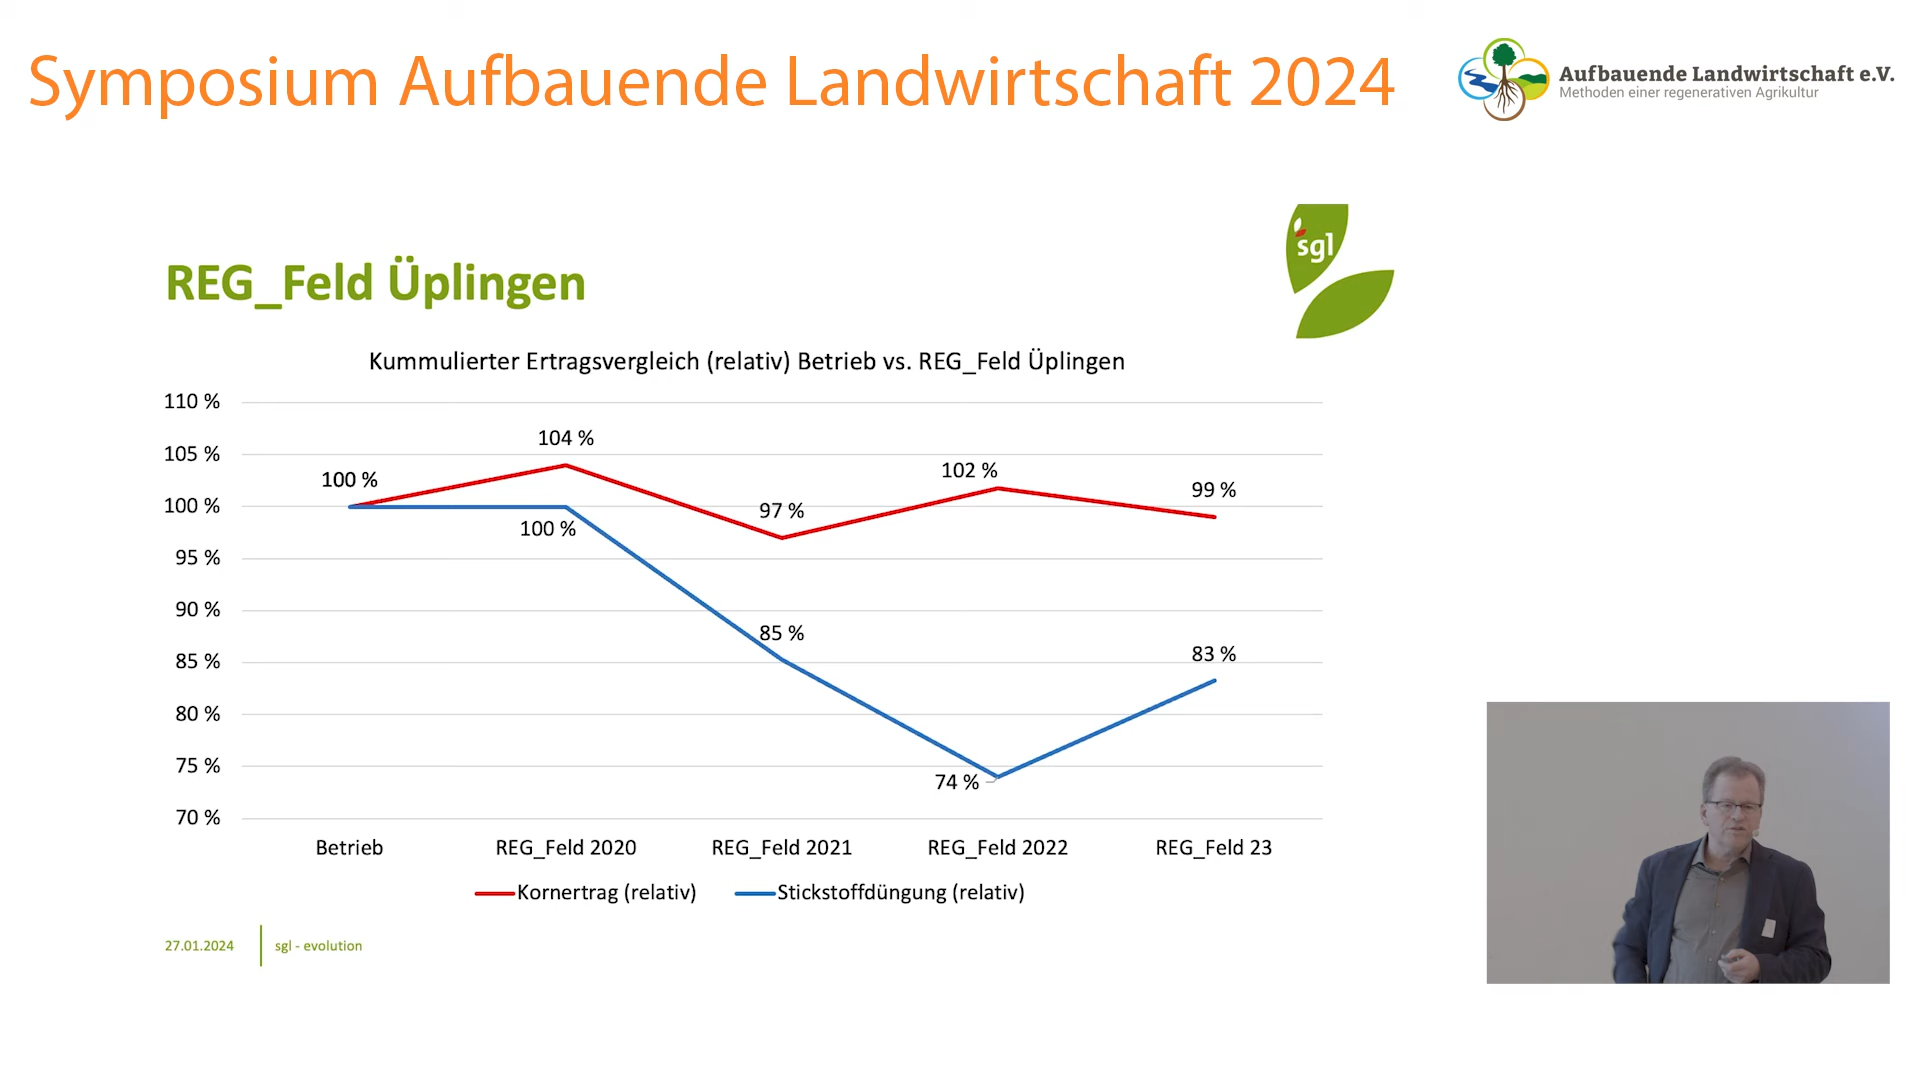 Symposium Aufbauende Landwirtschaft 2024
Aufbauende Landwirtschaft e.V.
Methoden einer regenerativen Agrikultur
sgl
REG_Feld Üplingen
Kummulierter Ertragsvergleich (relativ) Betrieb vs. REG_Feld Üplingen
110 %
105 %
100 %
95 %
90 %
85 %
80 %
75 %
70 %
100 %
104 %
97 %
102 %
99 %
100 %
85 %
74 %
83 %
Betrieb
REG_Feld 2020
REG_Feld 2021
REG_Feld 2022
REG_Feld 23
Kornertrag (relativ)
Stickstoffdüngung (relativ)
27.01.2024
sgl - evolution